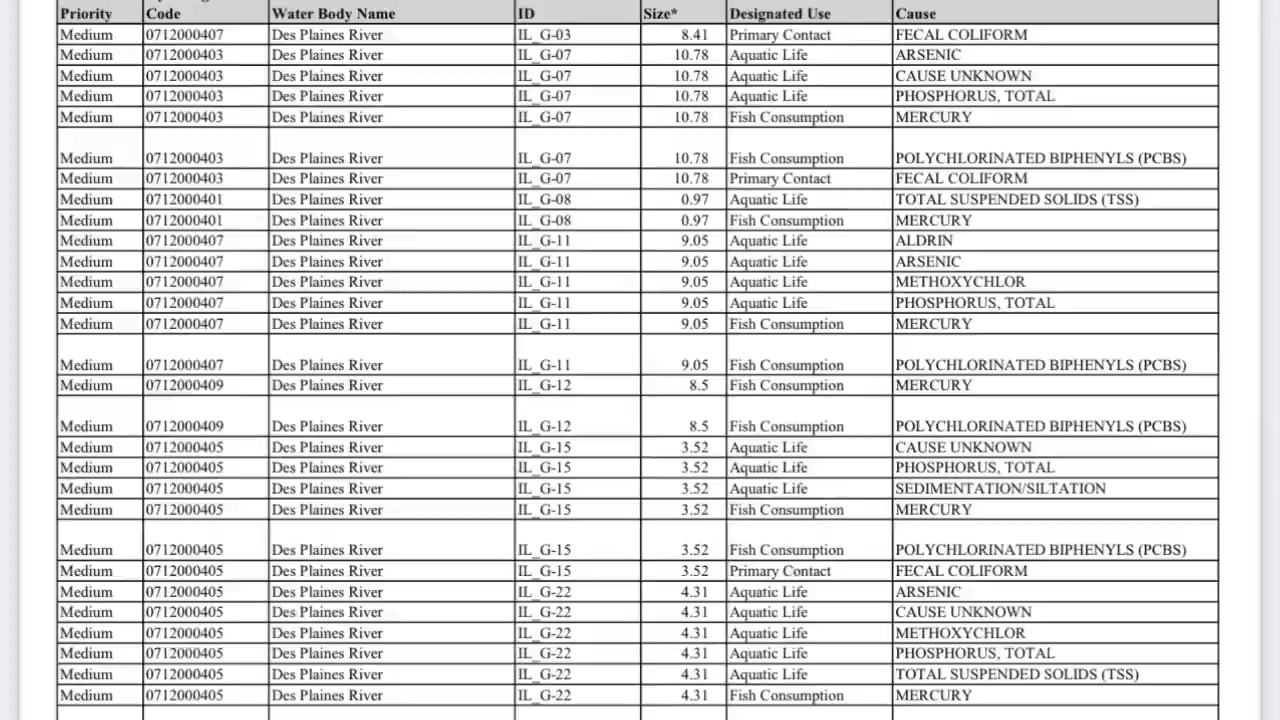 Priority Code Water Body Name ID Size* Designated Use Cause
Medium 0712000407 Des Plaines River IL_G-03 8.41 Primary Contact FECAL COLIFORM
Medium 0712000403 Des Plaines River IL_G-07 10.78 Aquatic Life ARSENIC
Medium 0712000403 Des Plaines River IL_G-07 10.78 Aquatic Life CAUSE UNKNOWN
Medium 0712000403 Des Plaines River IL_G-07 10.78 Aquatic Life PHOSPHORUS, TOTAL
Medium 0712000403 Des Plaines River IL_G-07 10.78 Fish Consumption MERCURY
Medium 0712000403 Des Plaines River IL_G-07 10.78 Fish Consumption POLYCHLORINATED BIPHENYLS (PCBS)
Medium 0712000403 Des Plaines River IL_G-07 10.78 Primary Contact FECAL COLIFORM
Medium 0712000401 Des Plaines River IL_G-08 0.97 Aquatic Life TOTAL SUSPENDED SOLIDS (TSS)
Medium 0712000401 Des Plaines River IL_G-08 0.97 Fish Consumption MERCURY
Medium 0712000407 Des Plaines River IL_G-11 9.05 Aquatic Life ALDRIN
Medium 0712000407 Des Plaines River IL_G-11 9.05 Aquatic Life ARSENIC
Medium 0712000407 Des Plaines River IL_G-11 9.05 Aquatic Life METHOXYCHLOR
Medium 0712000407 Des Plaines River IL_G-11 9.05 Aquatic Life PHOSPHORUS, TOTAL
Medium 0712000407 Des Plaines River IL_G-11 9.05 Fish Consumption MERCURY
Medium 0712000407 Des Plaines River IL_G-11 9.05 Fish Consumption POLYCHLORINATED BIPHENYLS (PCBS)
Medium 0712000409 Des Plaines River IL_G-12 8.5 Fish Consumption MERCURY
Medium 0712000409 Des Plaines River IL_G-12 8.5 Fish Consumption POLYCHLORINATED BIPHENYLS (PCBS)
Medium 0712000405 Des Plaines River IL_G-15 3.52 Aquatic Life CAUSE UNKNOWN
Medium 0712000405 Des Plaines River IL_G-15 3.52 Aquatic Life PHOSPHORUS, TOTAL
Medium 0712000405 Des Plaines River IL_G-15 3.52 Aquatic Life SEDIMENTATION/SILTATION
Medium 0712000405 Des Plaines River IL_G-15 3.52 Fish Consumption MERCURY
Medium 0712000405 Des Plaines River IL_G-15 3.52 Fish Consumption POLYCHLORINATED BIPHENYLS (PCBS)
Medium 0712000405 Des Plaines River IL_G-15 3.52 Primary Contact FECAL COLIFORM
Medium 0712000405 Des Plaines River IL_G-22 4.31 Aquatic Life ARSENIC
Medium 0712000405 Des Plaines River IL_G-22 4.31 Aquatic Life CAUSE UNKNOWN
Medium 0712000405 Des Plaines River IL_G-22 4.31 Aquatic Life METHOXYCHLOR
Medium 0712000405 Des Plaines River IL_G-22 4.31 Aquatic Life PHOSPHORUS, TOTAL
Medium 0712000405 Des Plaines River IL_G-22 4.31 Aquatic Life TOTAL SUSPENDED SOLIDS (TSS)
Medium 0712000405 Des Plaines River IL_G-22 4.31 Fish Consumption MERCURY